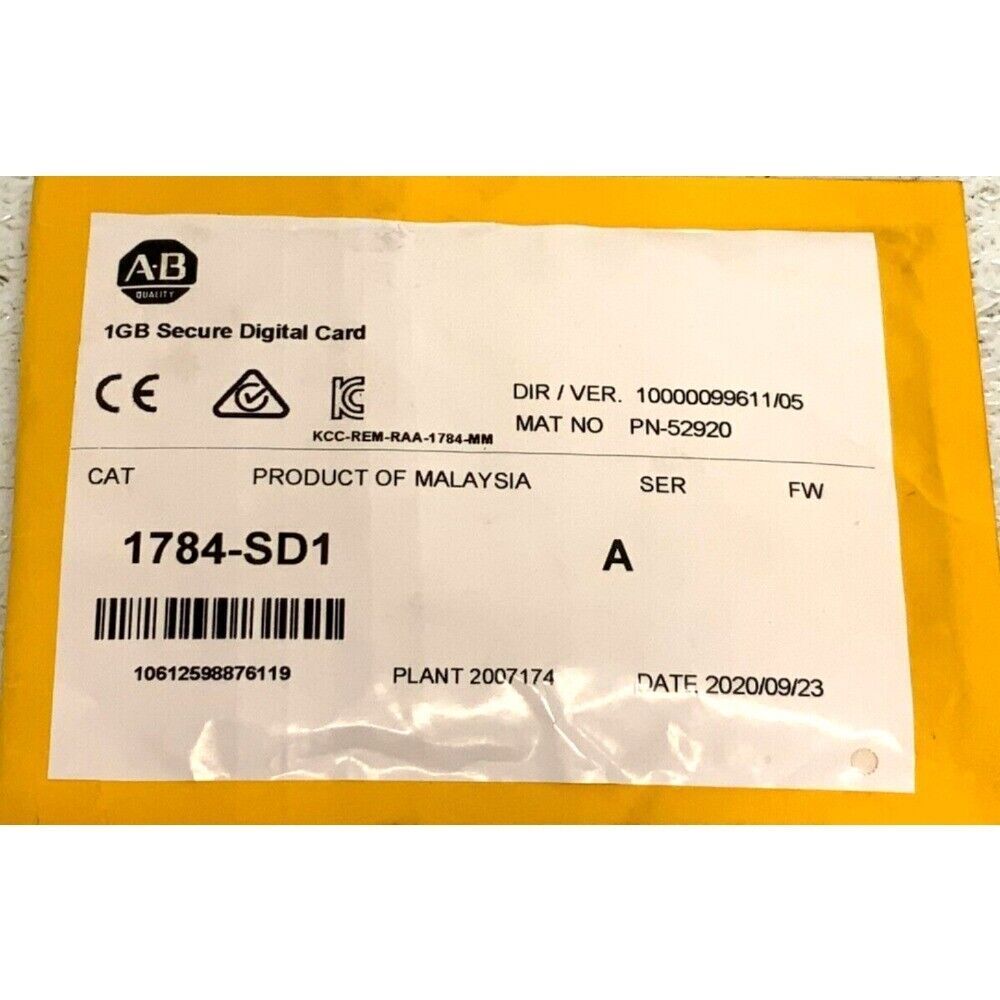 A·B
QUALITY
1GB Secure Digital Card
CE KC
KCC-REM-RAA-1784-MM
DIR / VER. 10000099611/05
MAT NO PN-52920
CAT PRODUCT OF MALAYSIA SER FW
1784-SD1 A
10612598876119 PLANT 2007174 DATE 2020/09/23